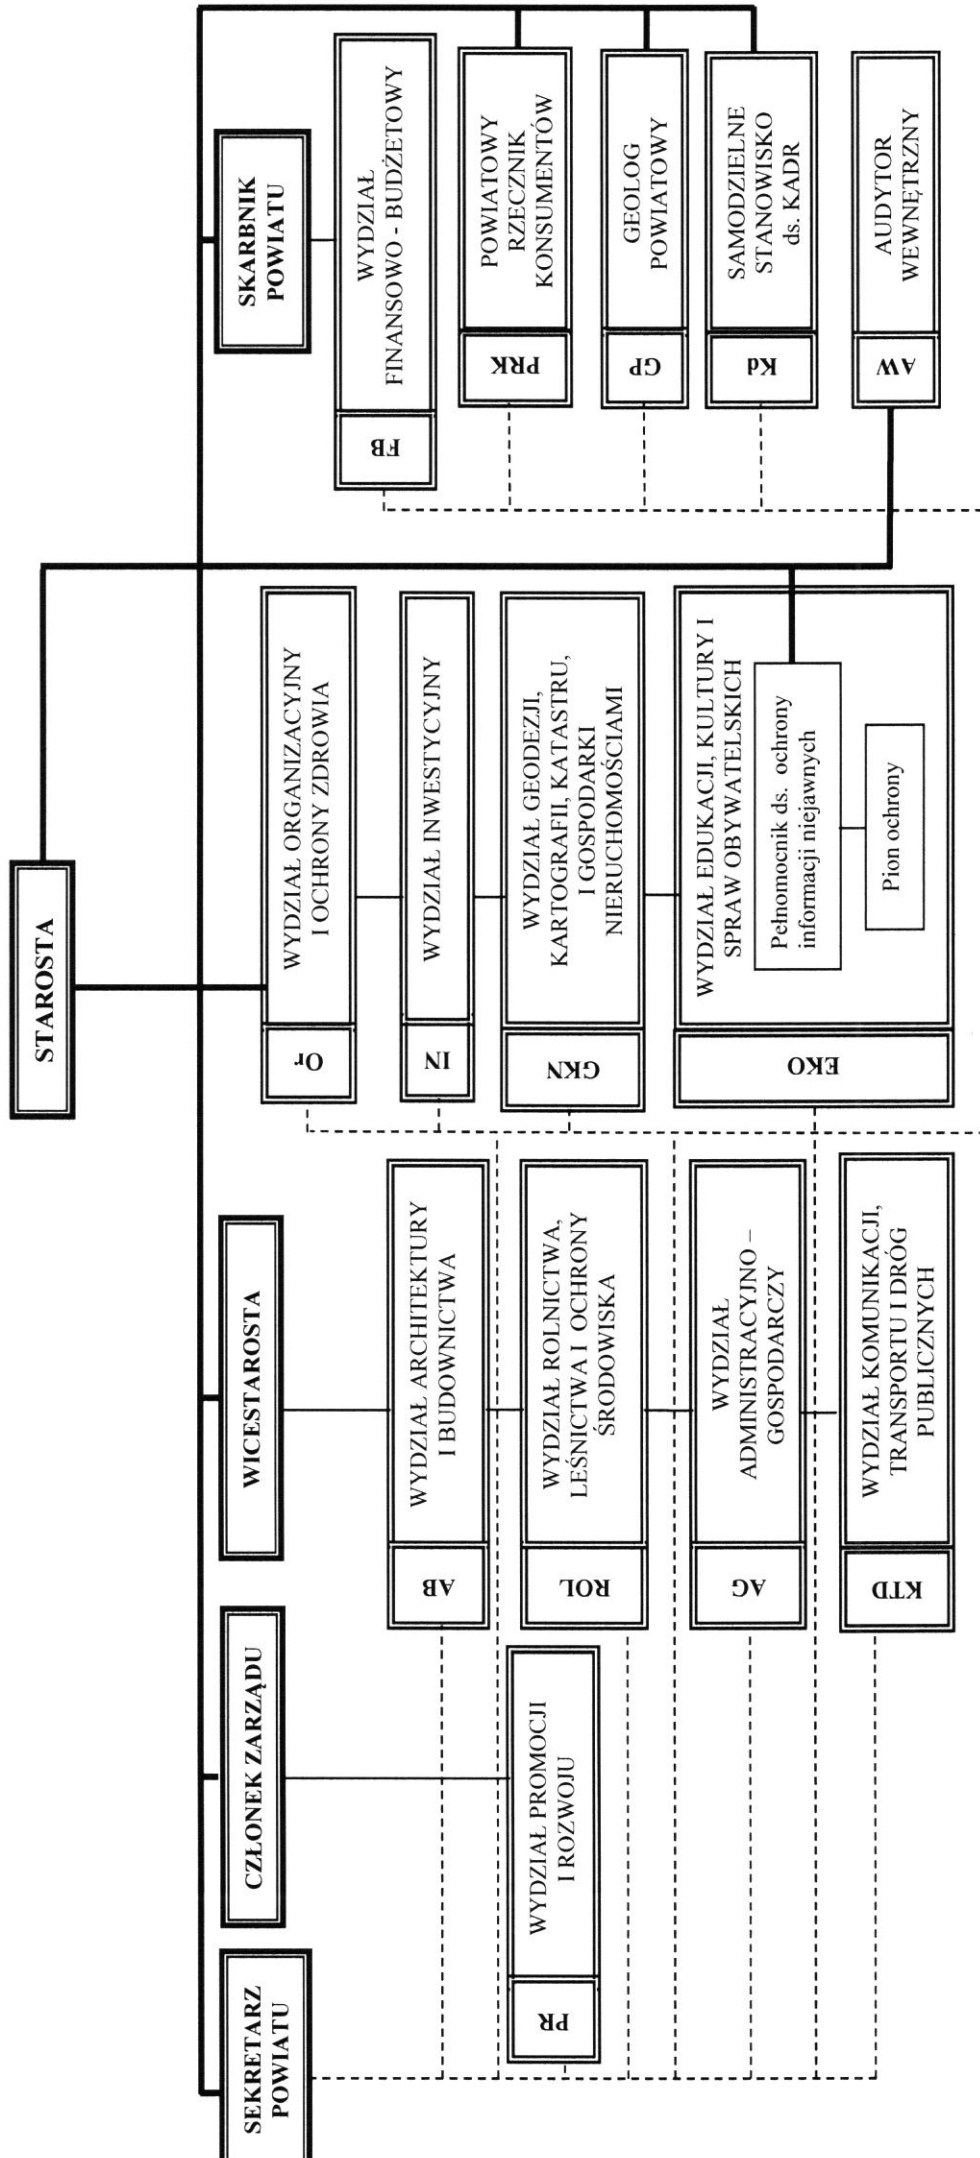 STAROSTA
SEKRETARZ
POWIATU
CZŁONEK ZARZĄDU
WICESTAROSTA
SKARBNIK
POWIATU
PR
WYDZIAŁ PROMOCJI
I ROZWOJU
AB
WYDZIAŁ ARCHITEKTURY
I BUDOWNICTWA
ROL
WYDZIAŁ ROLNICTWA,
LEŚNICTWA I OCHRONY
ŚRODOWISKA
AG
WYDZIAŁ
ADMINISTRACYJNO –
GOSPODARCZY
KTD
WYDZIAŁ KOMUNIKACJI,
TRANSPORTU I DRÓG
PUBLICZNYCH
Or
WYDZIAŁ ORGANIZACYJNY
I OCHRONY ZDROWIA
IN
WYDZIAŁ INWESTYCYJNY
GKN
WYDZIAŁ GEODEZJI,
KARTOGRAFII, KATASTRU,
I GOSPODARKI
NIERUCHOMOŚCIAMI
EKO
WYDZIAŁ EDUKACJI, KULTURY I
SPRAW OBYWATELSKICH
Pełnomocnik ds. ochrony
informacji niejawnych
Pion ochrony
FB
WYDZIAŁ
FINANSOWO - BUDŻETOWY
PRK
POWIATOWY
RZECZNIK
KONSUMENTÓW
GP
GEOLOG
POWIATOWY
Kd
SAMODZIELNE
STANOWISKO
ds. KADR
AW
AUDYTOR
WEWNĘTRZNY